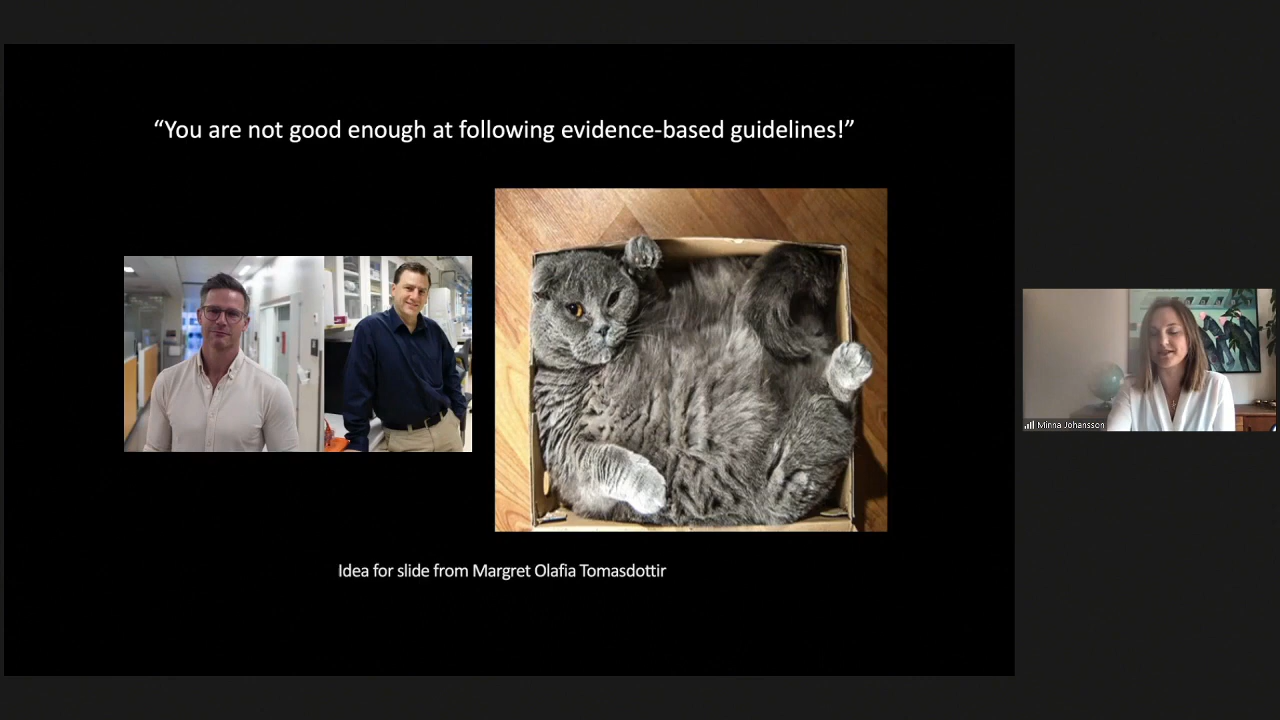 “You are not good enough at following evidence-based guidelines!”
Idea for slide from Margret Olafia Tomasdottir
Minna Johansson